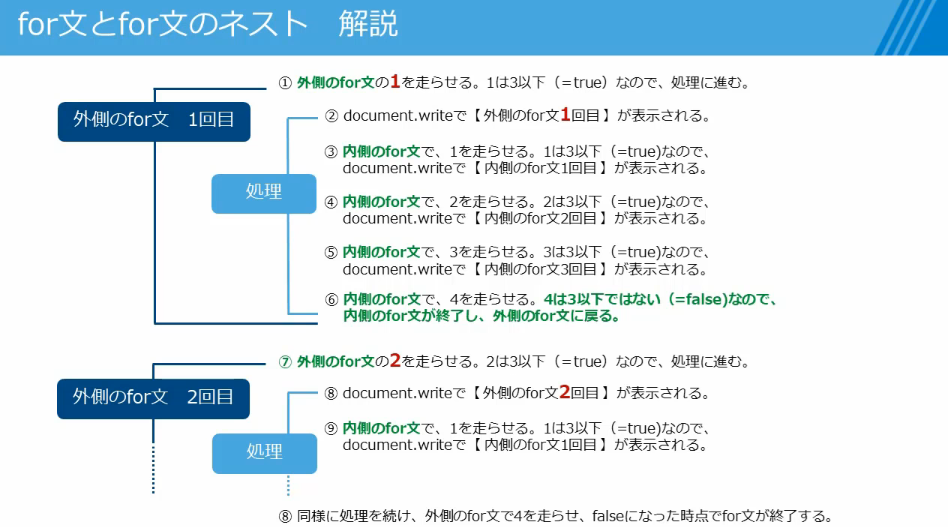 for文とfor文のネスト　解説
① 外側のfor文の1を走らせる。1は3以下（=true）なので、処理に進む。
外側のfor文　1回目
② document.writeで【 外側のfor文1回目 】が表示される。
③ 内側のfor文で、1を走らせる。1は3以下（=true)なので、
document.writeで【 内側のfor文1回目 】が表示される。
処理
④ 内側のfor文で、2を走らせる。2は3以下（=true)なので、
document.writeで【 内側のfor文2回目 】が表示される。
⑤ 内側のfor文で、3を走らせる。3は3以下（=true)なので、
document.writeで【 内側のfor文3回目 】が表示される。
⑥ 内側のfor文で、4を走らせる。4は3以下ではない（=false)なので、
内側のfor文が終了し、外側のfor文に戻る。
⑦ 外側のfor文の2を走らせる。2は3以下（=true）なので、処理に進む。
外側のfor文　2回目
⑧ document.writeで【 外側のfor文2回目 】が表示される。
⑨ 内側のfor文で、1を走らせる。1は3以下（=true)なので、
document.writeで【 内側のfor文1回目 】が表示される。
処理
⑧ 同様に処理を続け、外側のfor文で4を走らせ、falseになった時点でfor文が終了する。